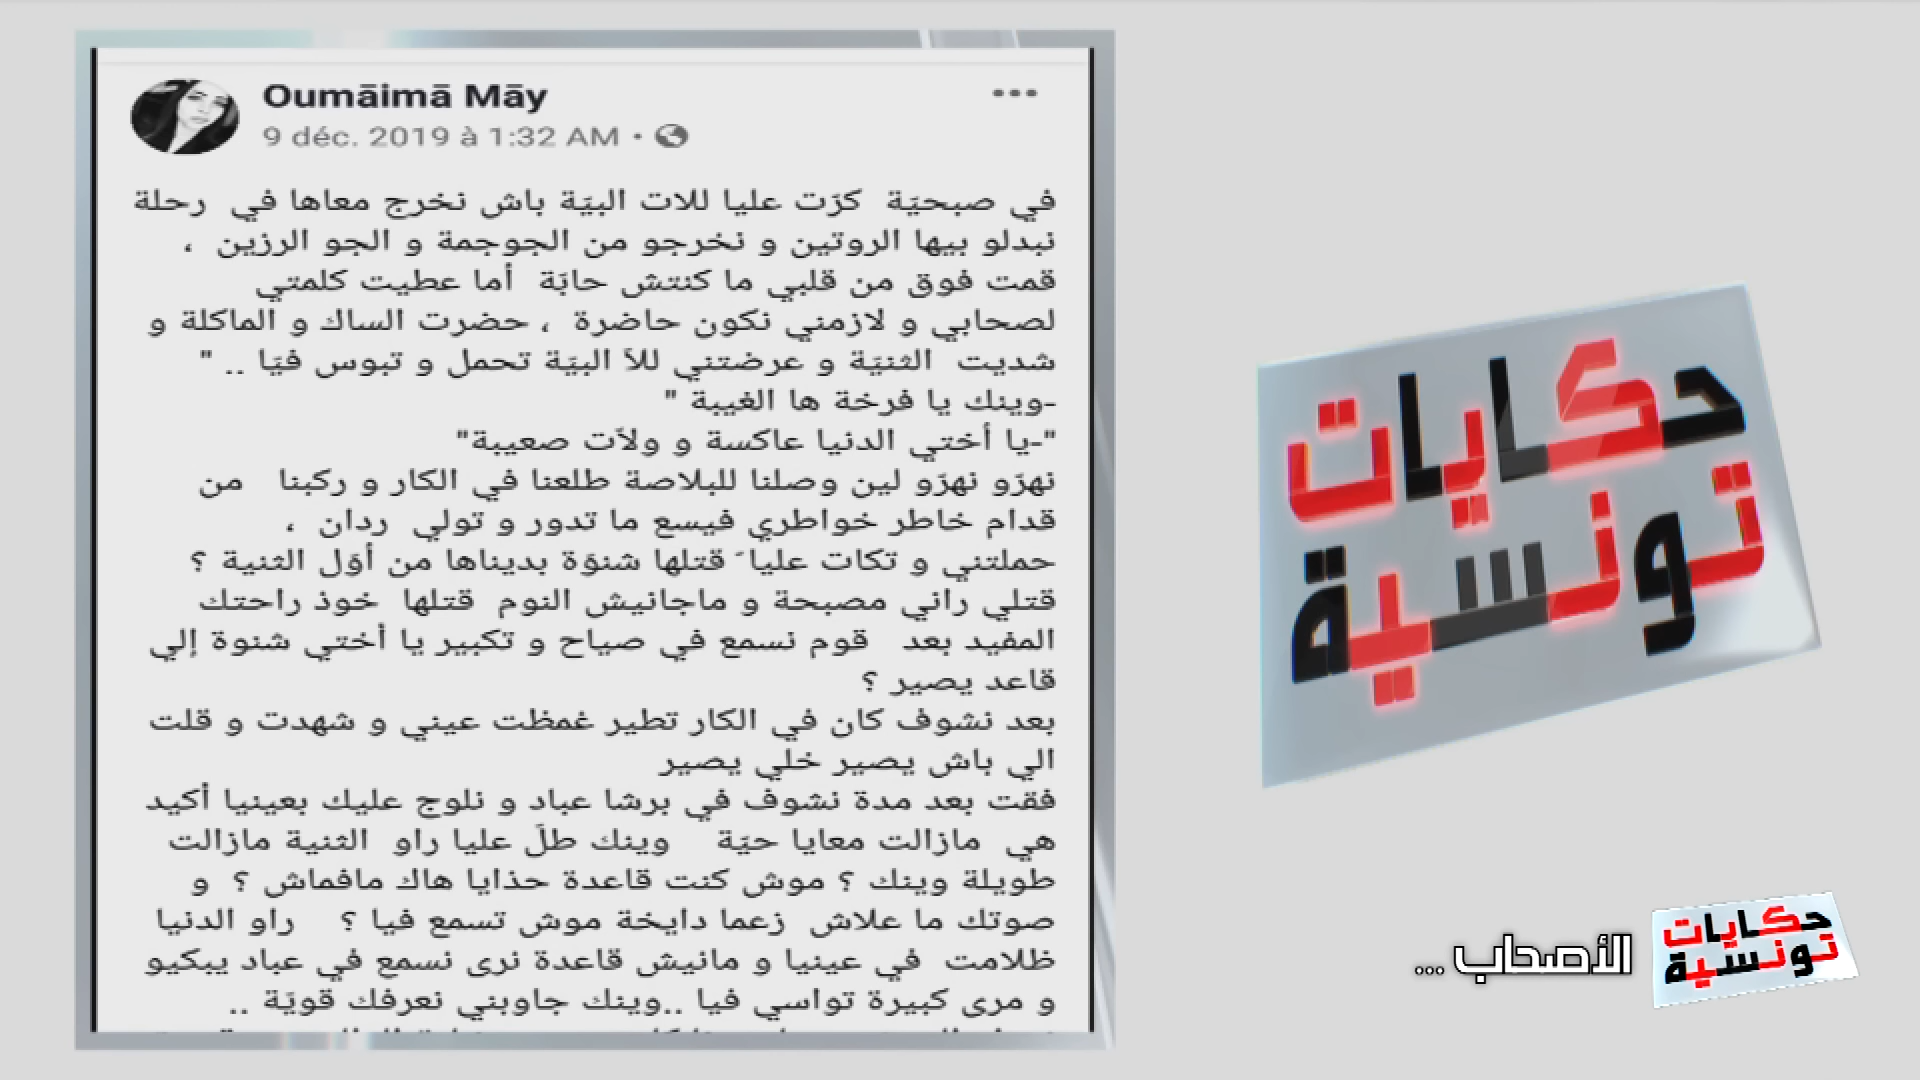 Oumāimā Māy
9 déc. 2019 à 1:32 AM ·
في صبحيّة كرّت عليا للات البيّة باش نخرج معاها في رحلة
نبدلو بيها الروتين و نخرجو من الجوجمة و الجو الرزين ،
قمت فوق من قلبي ما كنتش حابّة أما عطيت كلمتي
لصحابي و لازمني نكون حاضرة ، حضرت الساك و الماكلة و
شديت الثنيّة و عرضتني للاّ البيّة تحمل و تبوس فيّا .. "
-وينك يا فرخة ها الغيبة "
"-يا أختي الدنيا عاكسة و ولاّت صعيبة"
نهرّو نهرّو لين وصلنا للبلاصة طلعنا في الكار و ركبنا من
قدام خاطر خواطري فيسع ما تدور و تولي ردان ،
حملتني و تكات عليا َ قتلها شنوّة بديناها من أوّل الثنية ؟
قتلي راني مصبحة و ماجانيش النوم قتلها خوذ راحتك
المفيد بعد قوم نسمع في صياح و تكبير يا أختي شنوة إلي
قاعد يصير ؟
بعد نشوف كان في الكار تطير غمظت عيني و شهدت و قلت
الي باش يصير خلي يصير
فقت بعد مدة نشوف في برشا عباد و نلوج عليك بعينيا أكيد
هي مازالت معايا حيّة وينك طلّ عليا راو الثنية مازالت
طويلة وينك ؟ موش كنت قاعدة حذايا هاك مافماش ؟ و
صوتك ما علاش زعما دايخة موش تسمع فيا ؟ راو الدنيا
ظلامت في عينيا و مانيش قاعدة نرى نسمع في عباد يبكيو
و مرى كبيرة تواسي فيا ..وينك جاوبني نعرفك قويّة ..
حكايات
تونسية
حكايات
تونسية
الأصحاب ...